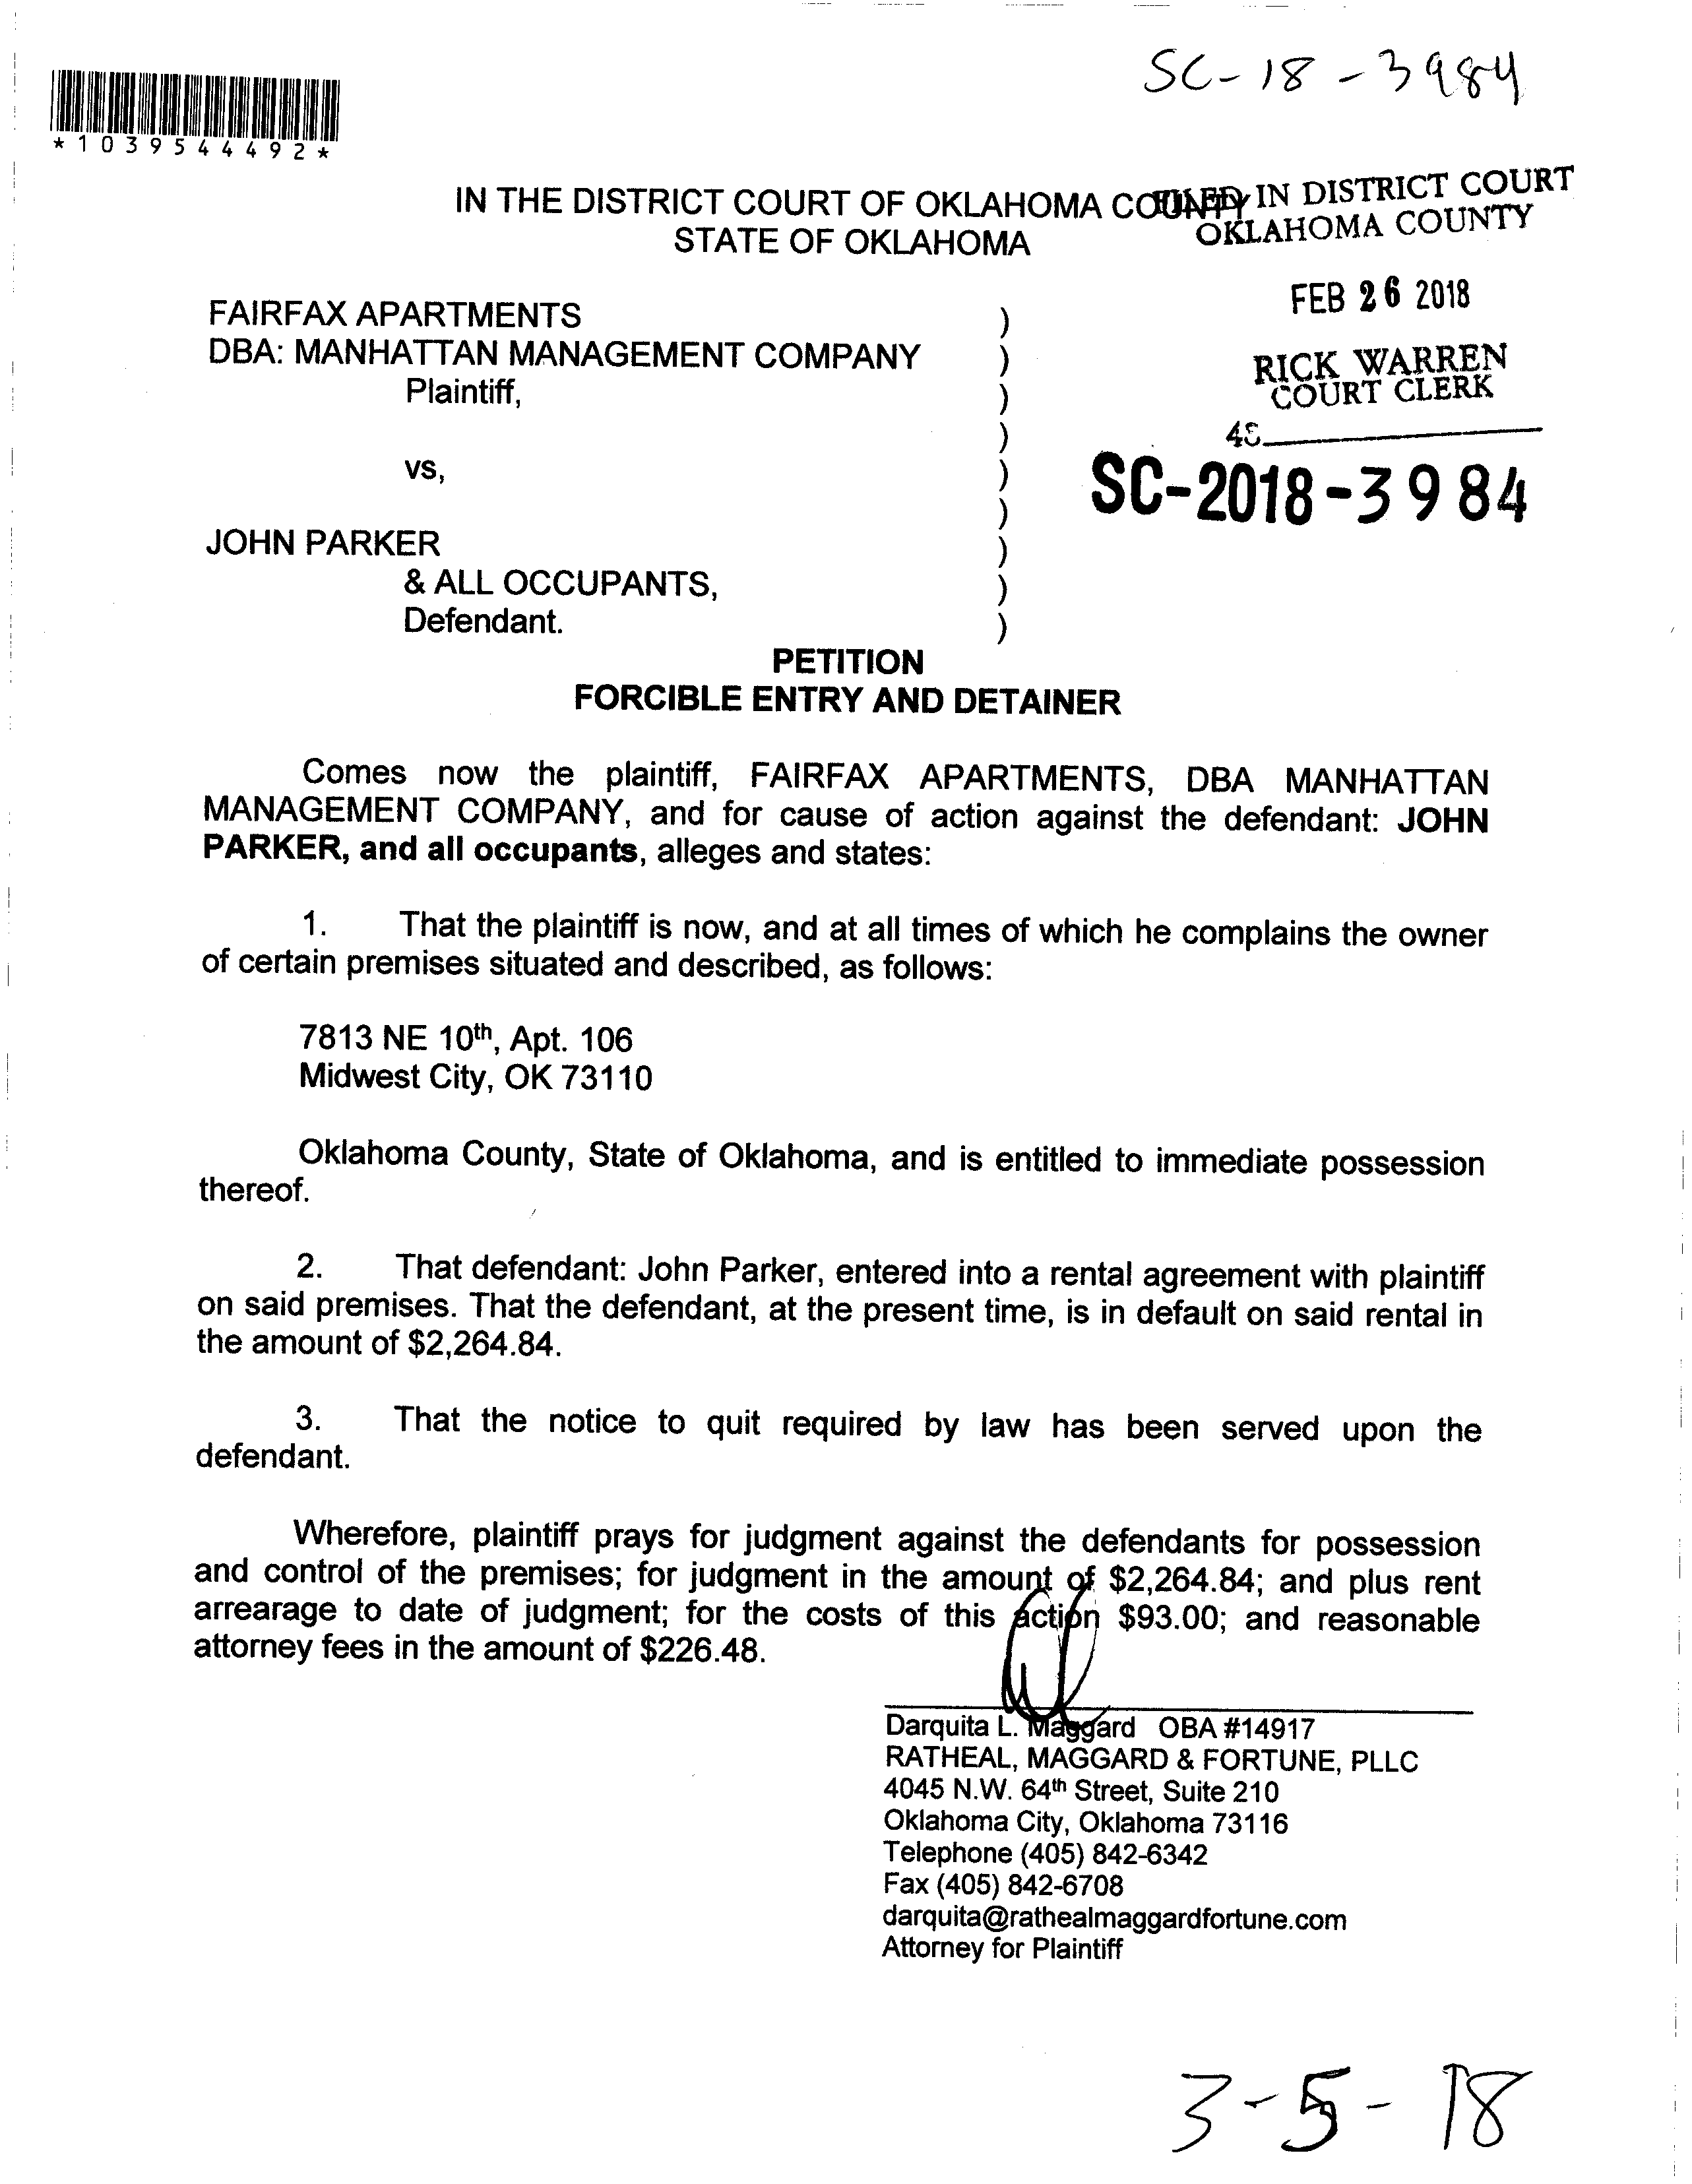 SC-18-3984
*1039544492*
IN THE DISTRICT COURT OF OKLAHOMA COUNTY
STATE OF OKLAHOMA
FILED IN DISTRICT COURT
OKLAHOMA COUNTY
FEB 26 2018
RICK WARREN
COURT CLERK
SC-2018-3984
FAIRFAX APARTMENTS )
DBA: MANHATTAN MANAGEMENT COMPANY )
Plaintiff, )
)
vs, )
)
JOHN PARKER )
& ALL OCCUPANTS, )
Defendant. )
PETITION
FORCIBLE ENTRY AND DETAINER
Comes now the plaintiff, FAIRFAX APARTMENTS, DBA MANHATTAN
MANAGEMENT COMPANY, and for cause of action against the defendant: JOHN
PARKER, and all occupants, alleges and states:
1. That the plaintiff is now, and at all times of which he complains the owner
of certain premises situated and described, as follows:
7813 NE 10th, Apt. 106
Midwest City, OK 73110
Oklahoma County, State of Oklahoma, and is entitled to immediate possession
thereof.
2. That defendant: John Parker, entered into a rental agreement with plaintiff
on said premises. That the defendant, at the present time, is in default on said rental in
the amount of $2,264.84.
3. That the notice to quit required by law has been served upon the
defendant.
Wherefore, plaintiff prays for judgment against the defendants for possession
and control of the premises; for judgment in the amount of $2,264.84; and plus rent
arrearage to date of judgment; for the costs of this action $93.00; and reasonable
attorney fees in the amount of $226.48.
Darquita L. Maggard OBA #14917
RATHEAL, MAGGARD & FORTUNE, PLLC
4045 N.W. 64th Street, Suite 210
Oklahoma City, Oklahoma 73116
Telephone (405) 842-6342
Fax (405) 842-6708
darquita@rathealmaggardfortune.com
Attorney for Plaintiff
3-5-18